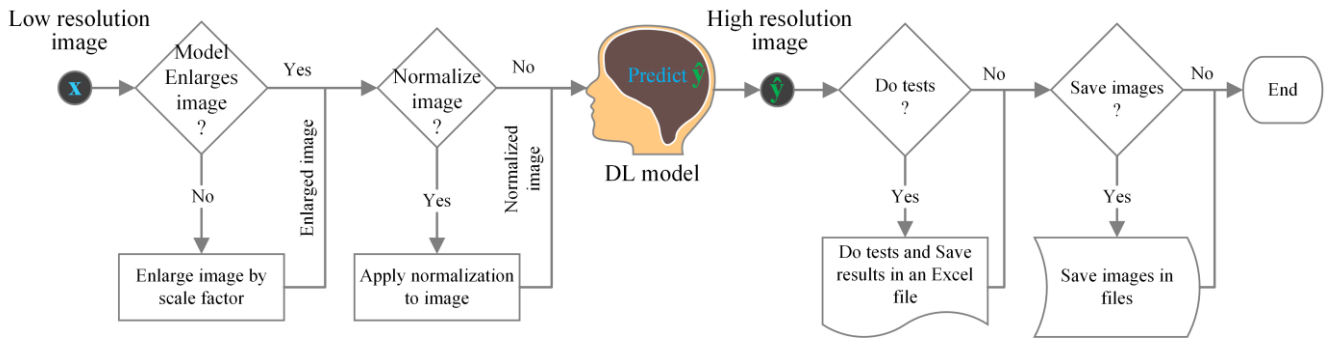 Low resolution
image
x
Model
Enlarges
image
?
Yes
No
Enlarge image by
scale factor
Enlarged image
Normalize
image?
?
No
Yes
Apply normalization
to image
Normalized
image
Predict ŷ
DL model
High resolution
image
ŷ
Do tests
?
No
Yes
Do tests and Save
results in an Excel
file
Save images
?
No
Yes
Save images in
files
End